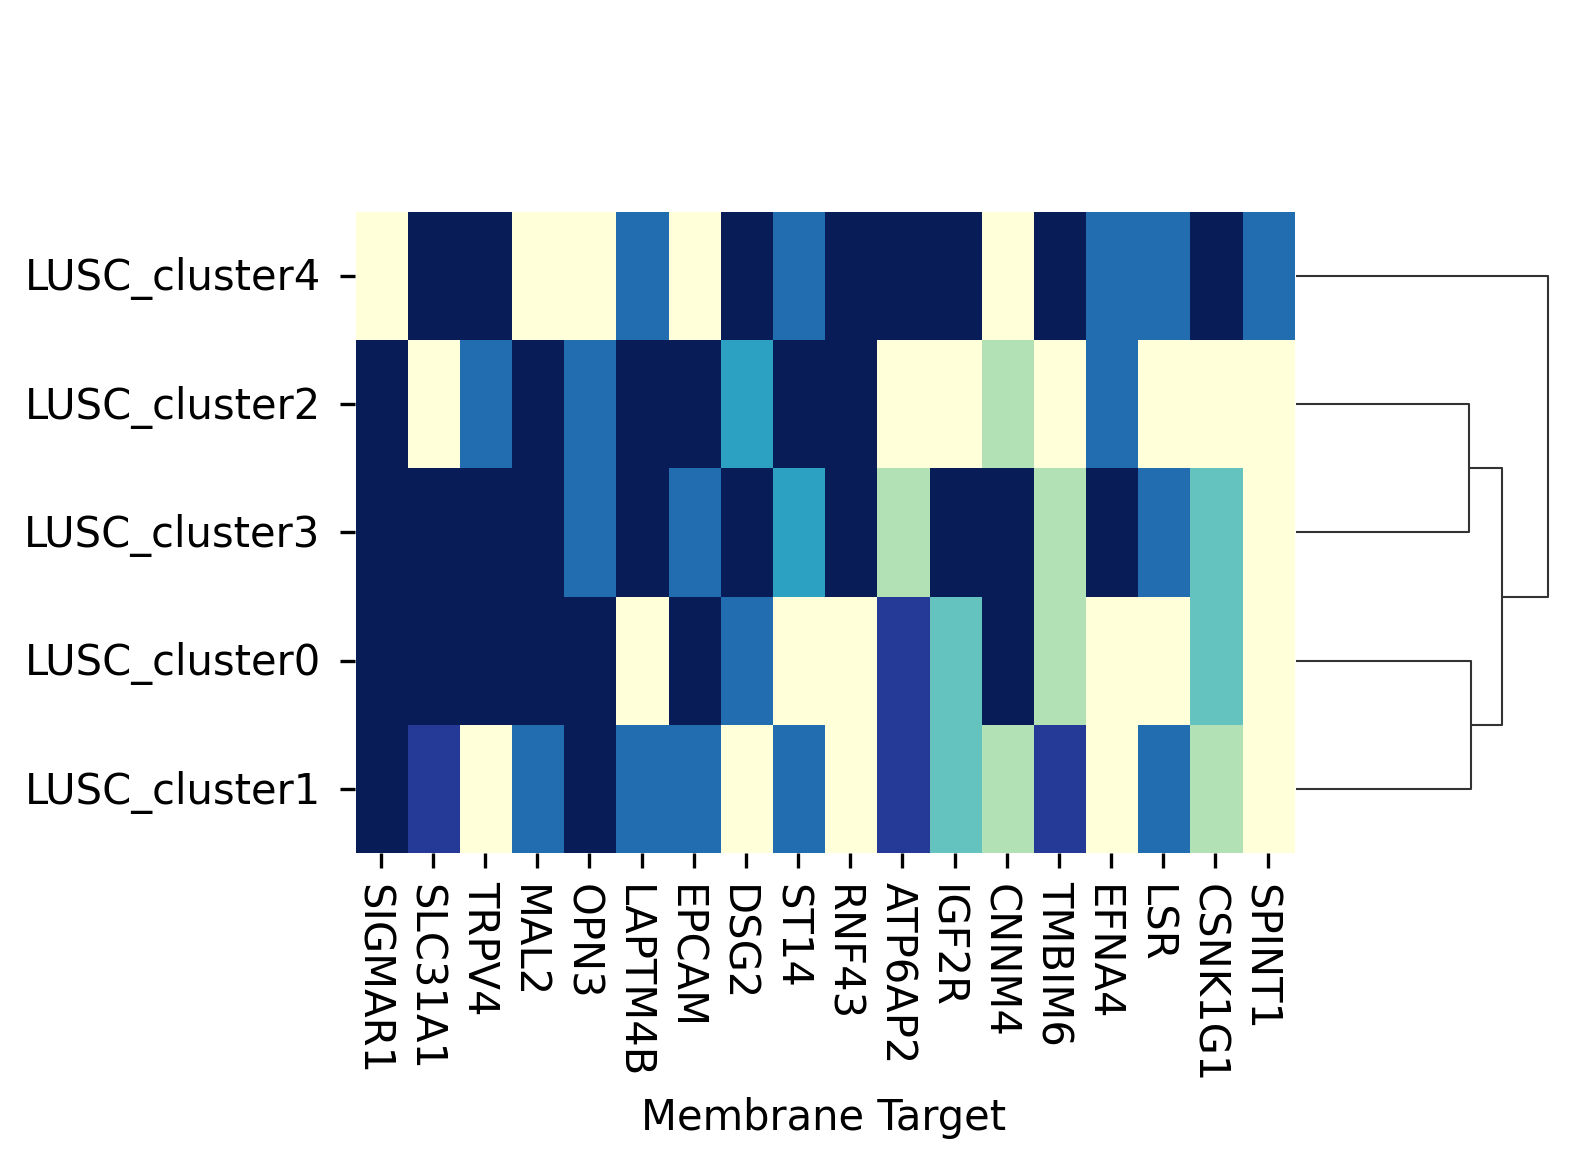 LUSC_cluster4
LUSC_cluster2
LUSC_cluster3
LUSC_cluster0
LUSC_cluster1
SIGMAR1
SLC31A1
TRPV4
MAL2
OPN3
LAPTM4B
EPCAM
DSG2
ST14
RNF43
ATP6AP2
IGF2R
CNNM4
TMBIM6
EFNA4
LSR
CSNK1G1
SPINT1
Membrane Target